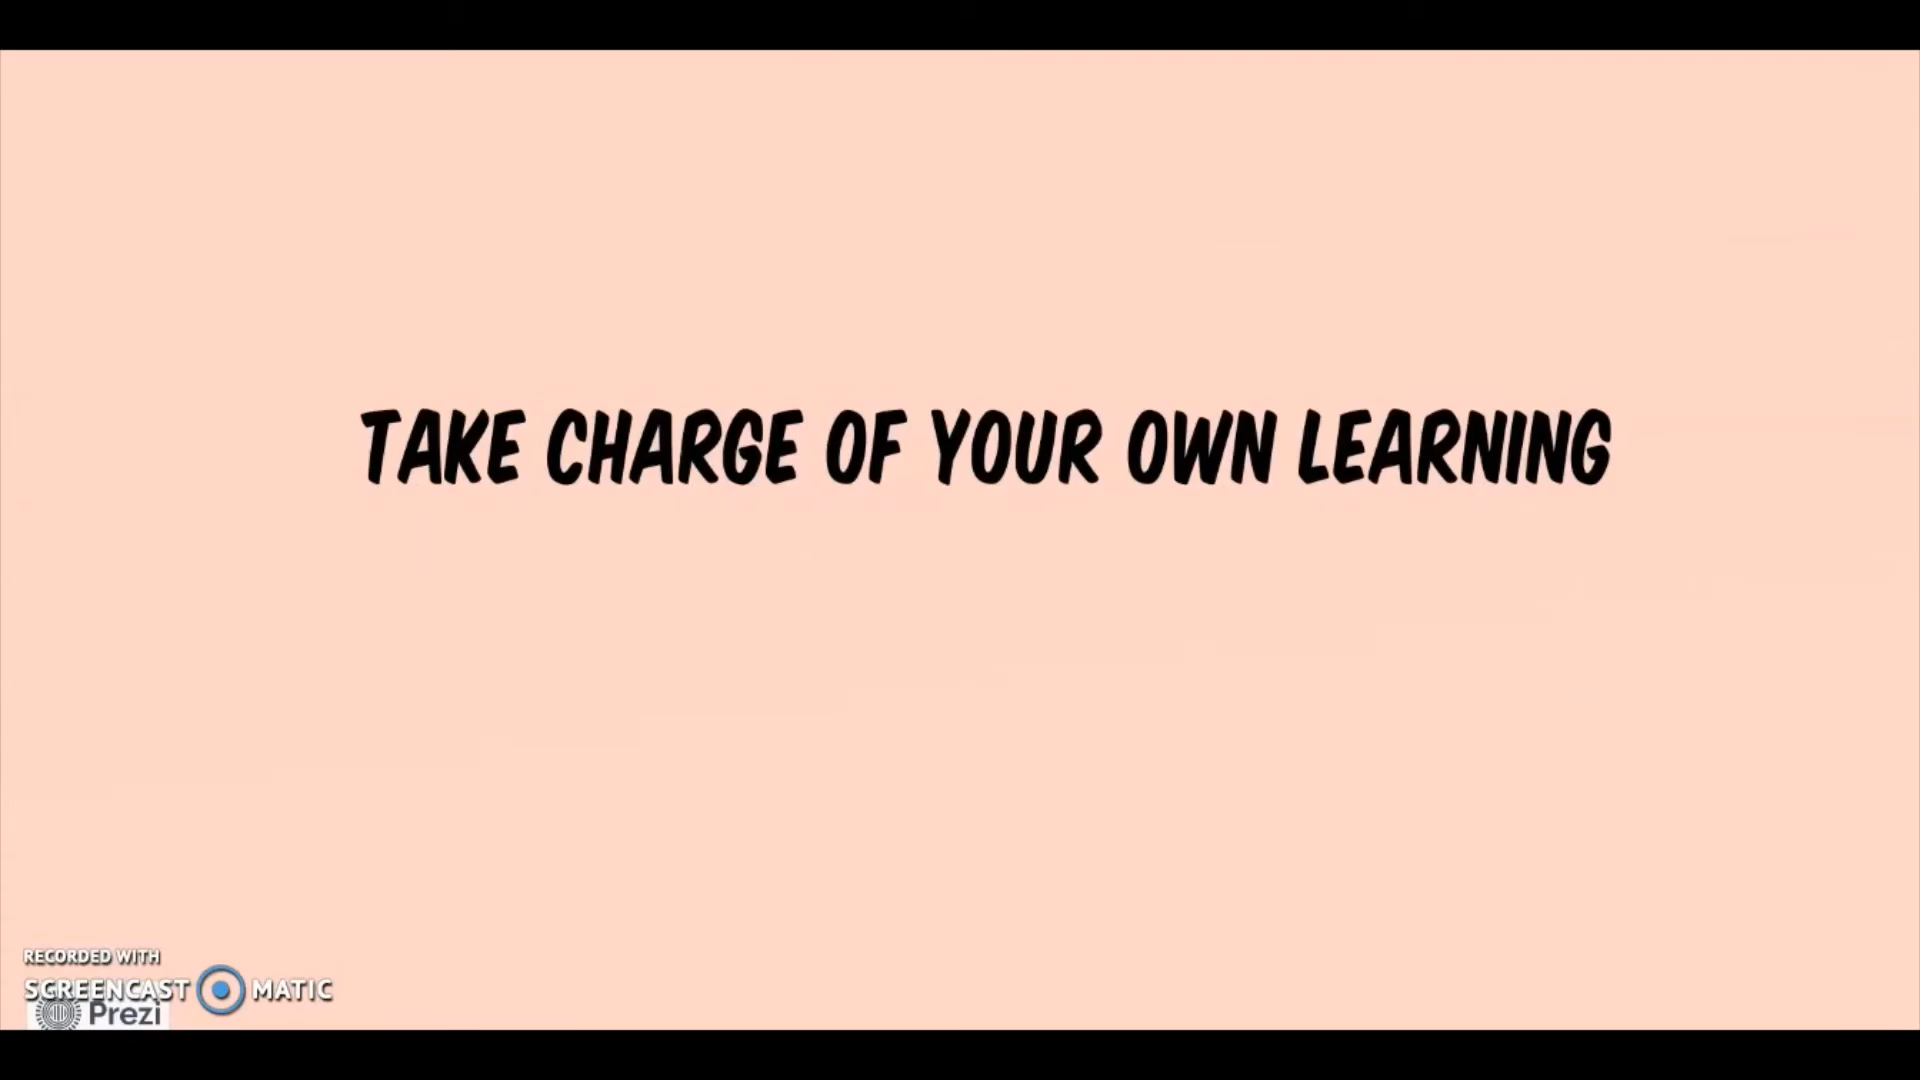 TAKE CHARGE OF YOUR OWN LEARNING
RECORDED WITH
SCREENCAST MATIC
Prezi